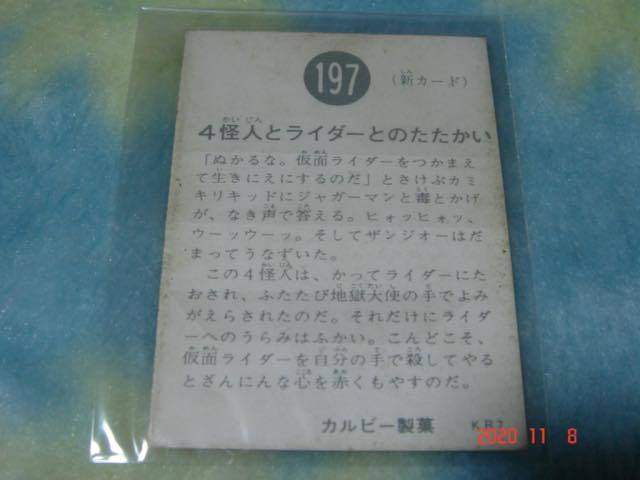 197
(新カード)
4怪人とライダーとのたたかい
「ぬかるな。仮面ライダーをつかまえ
て生きにえにするのだ」とさけぶカミ
キリキッドにジャガーマンと毒とかげ
が、なき声で答える。ヒォッヒォッ、
ウーッウーッ。そしてザンジオーはだ
まってうなずいた。
この4怪人は、かってライダーにた
おされ、ふたたび地獄大使の手でよみ
がえらされたのだ。それだけにライダ
ーへのうらみはふかい。こんどこそ、
仮面ライダーを自分の手で殺してやる
とざんにんな心を赤くもやすのだ。
カルビー製菓
2020 11 8